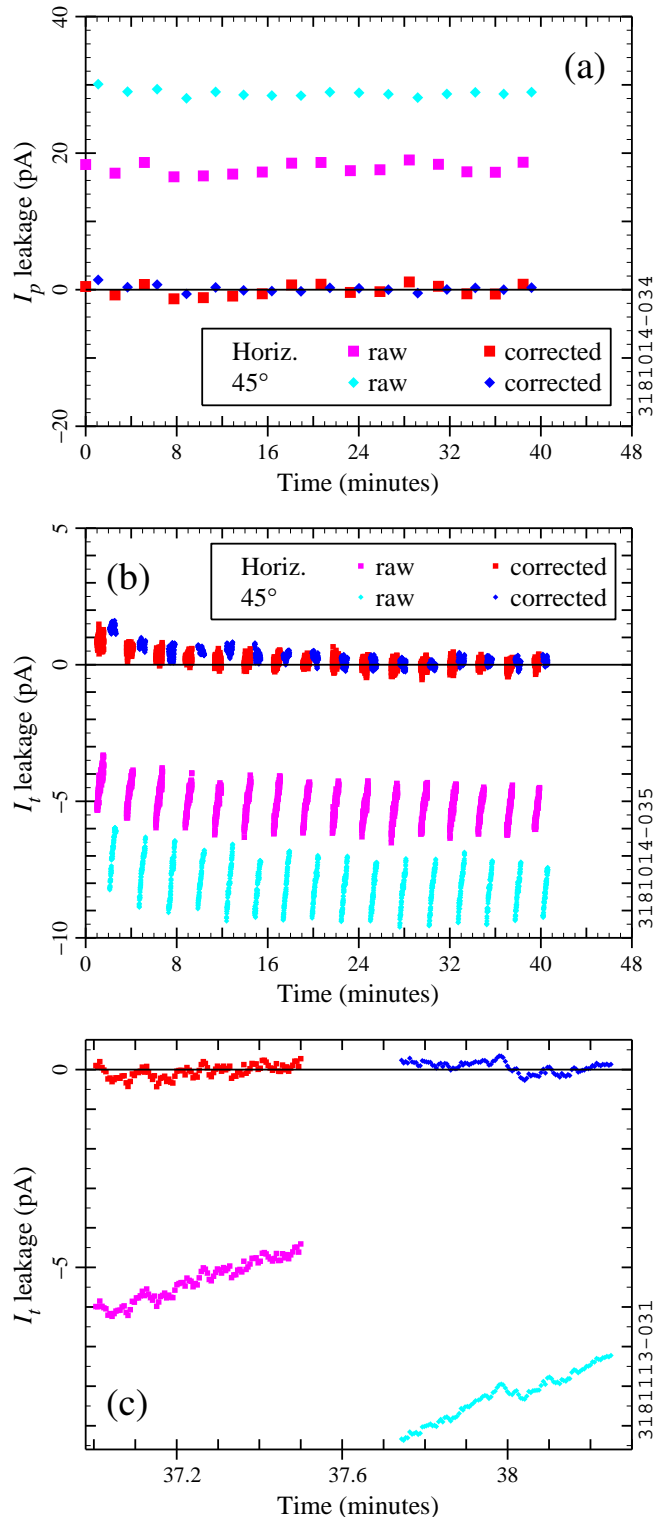 40
(a)
20
0
−20
I_p leakage (pA)
Horiz. raw corrected
45° raw corrected
0 8 16 24 32 40 48
Time (minutes)
3181014−034
5
(b)
Horiz. raw corrected
45° raw corrected
0
−5
−10
I_t leakage (pA)
0 8 16 24 32 40 48
Time (minutes)
3181014−035
0
−5
I_t leakage (pA)
(c)
37.2 37.6 38
Time (minutes)
3181113−031